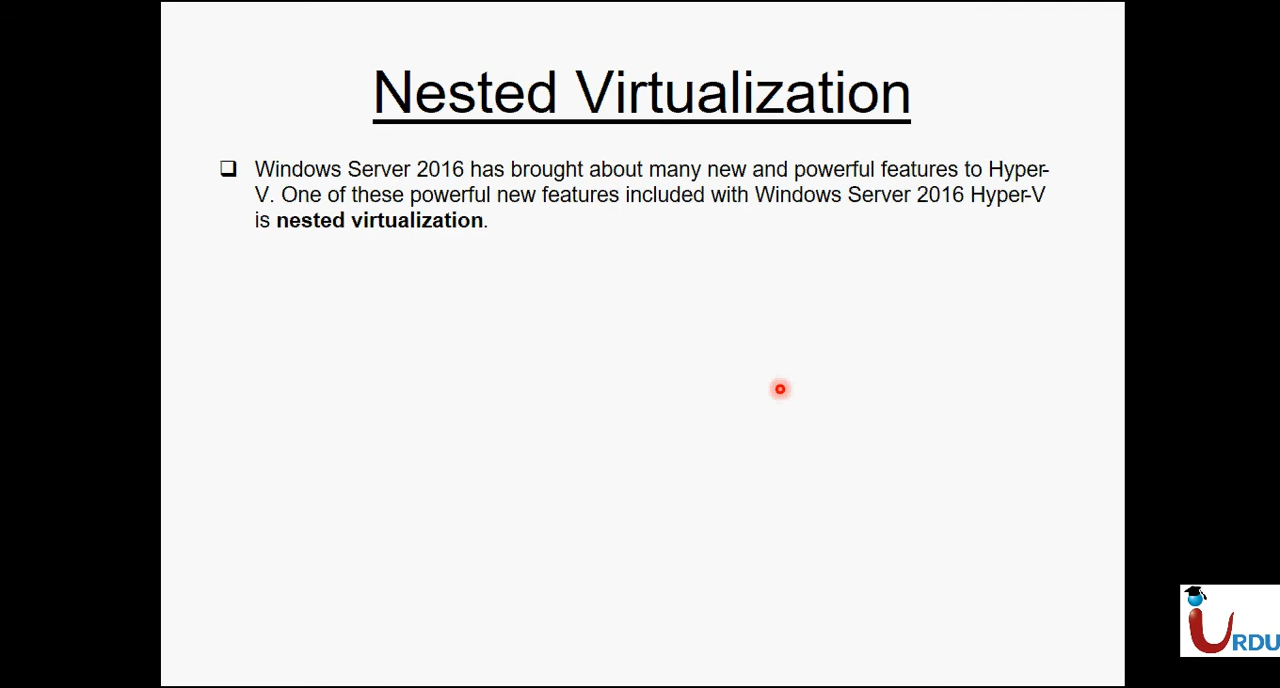 Nested Virtualization
❑ Windows Server 2016 has brought about many new and powerful features to Hyper-
V. One of these powerful new features included with Windows Server 2016 Hyper-V
is nested virtualization.
iURDU